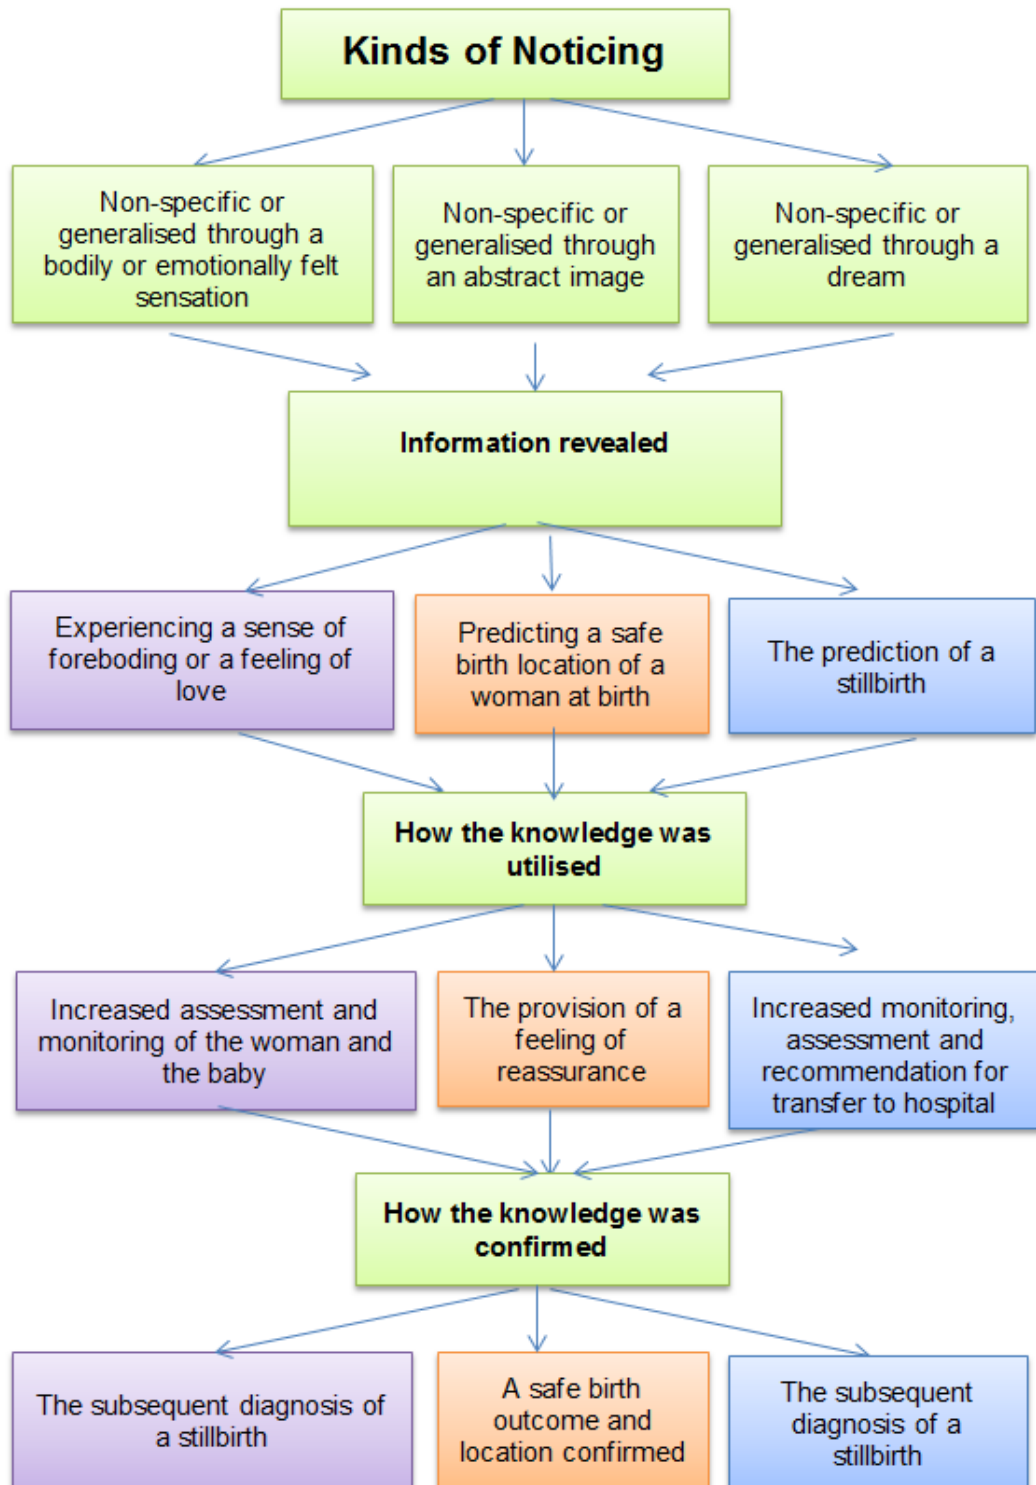 Kinds of Noticing
Non-specific or
generalised through a
bodily or emotionally felt
sensation
Non-specific or
generalised through
an abstract image
Non-specific or
generalised through a
dream
Information revealed
Experiencing a sense of
foreboding or a feeling of
love
Predicting a safe
birth location of a
woman at birth
The prediction of a
stillbirth
How the knowledge was
utilised
Increased assessment and
monitoring of the woman and
the baby
The provision of a
feeling of
reassurance
Increased monitoring,
assessment and
recommendation for
transfer to hospital
How the knowledge was
confirmed
The subsequent diagnosis of
a stillbirth
A safe birth
outcome and
location confirmed
The subsequent
diagnosis of a
stillbirth